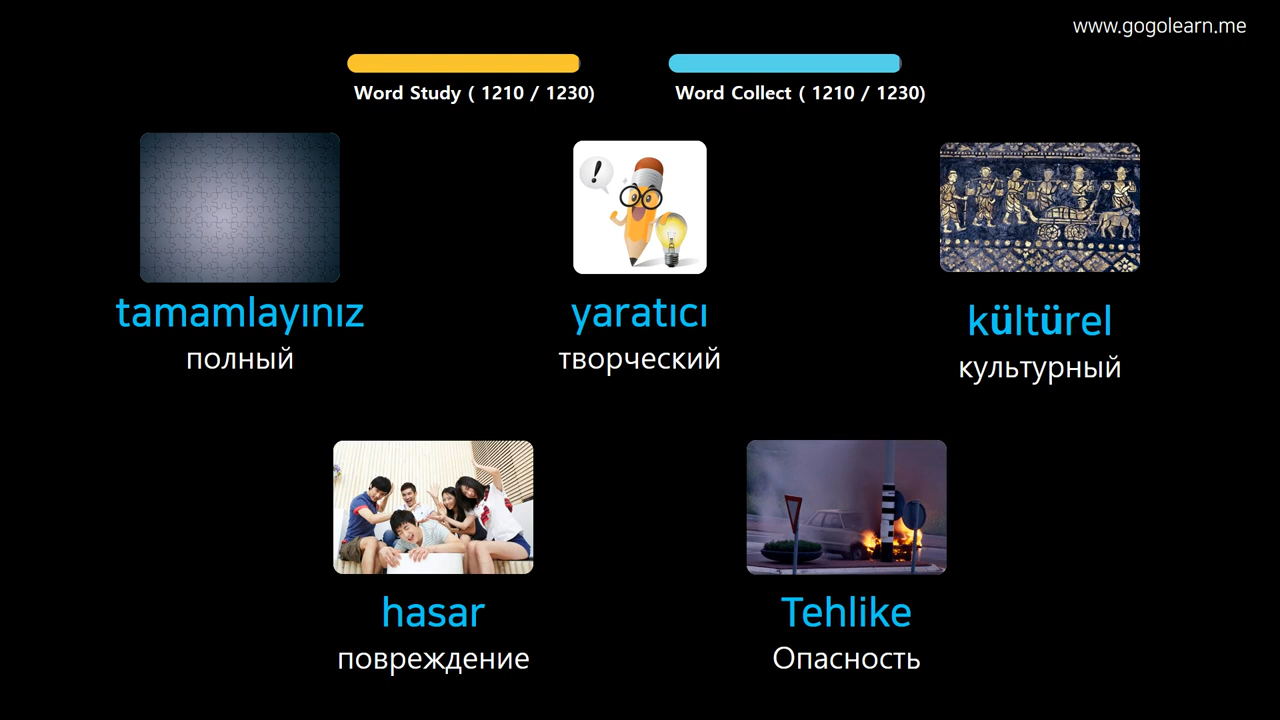 www.gogolearn.me
Word Study ( 1210 / 1230)
Word Collect ( 1210 / 1230)
tamamlayınız
полный
yaratıcı
творческий
kültürel
культурный
hasar
повреждение
Tehlike
Опасность